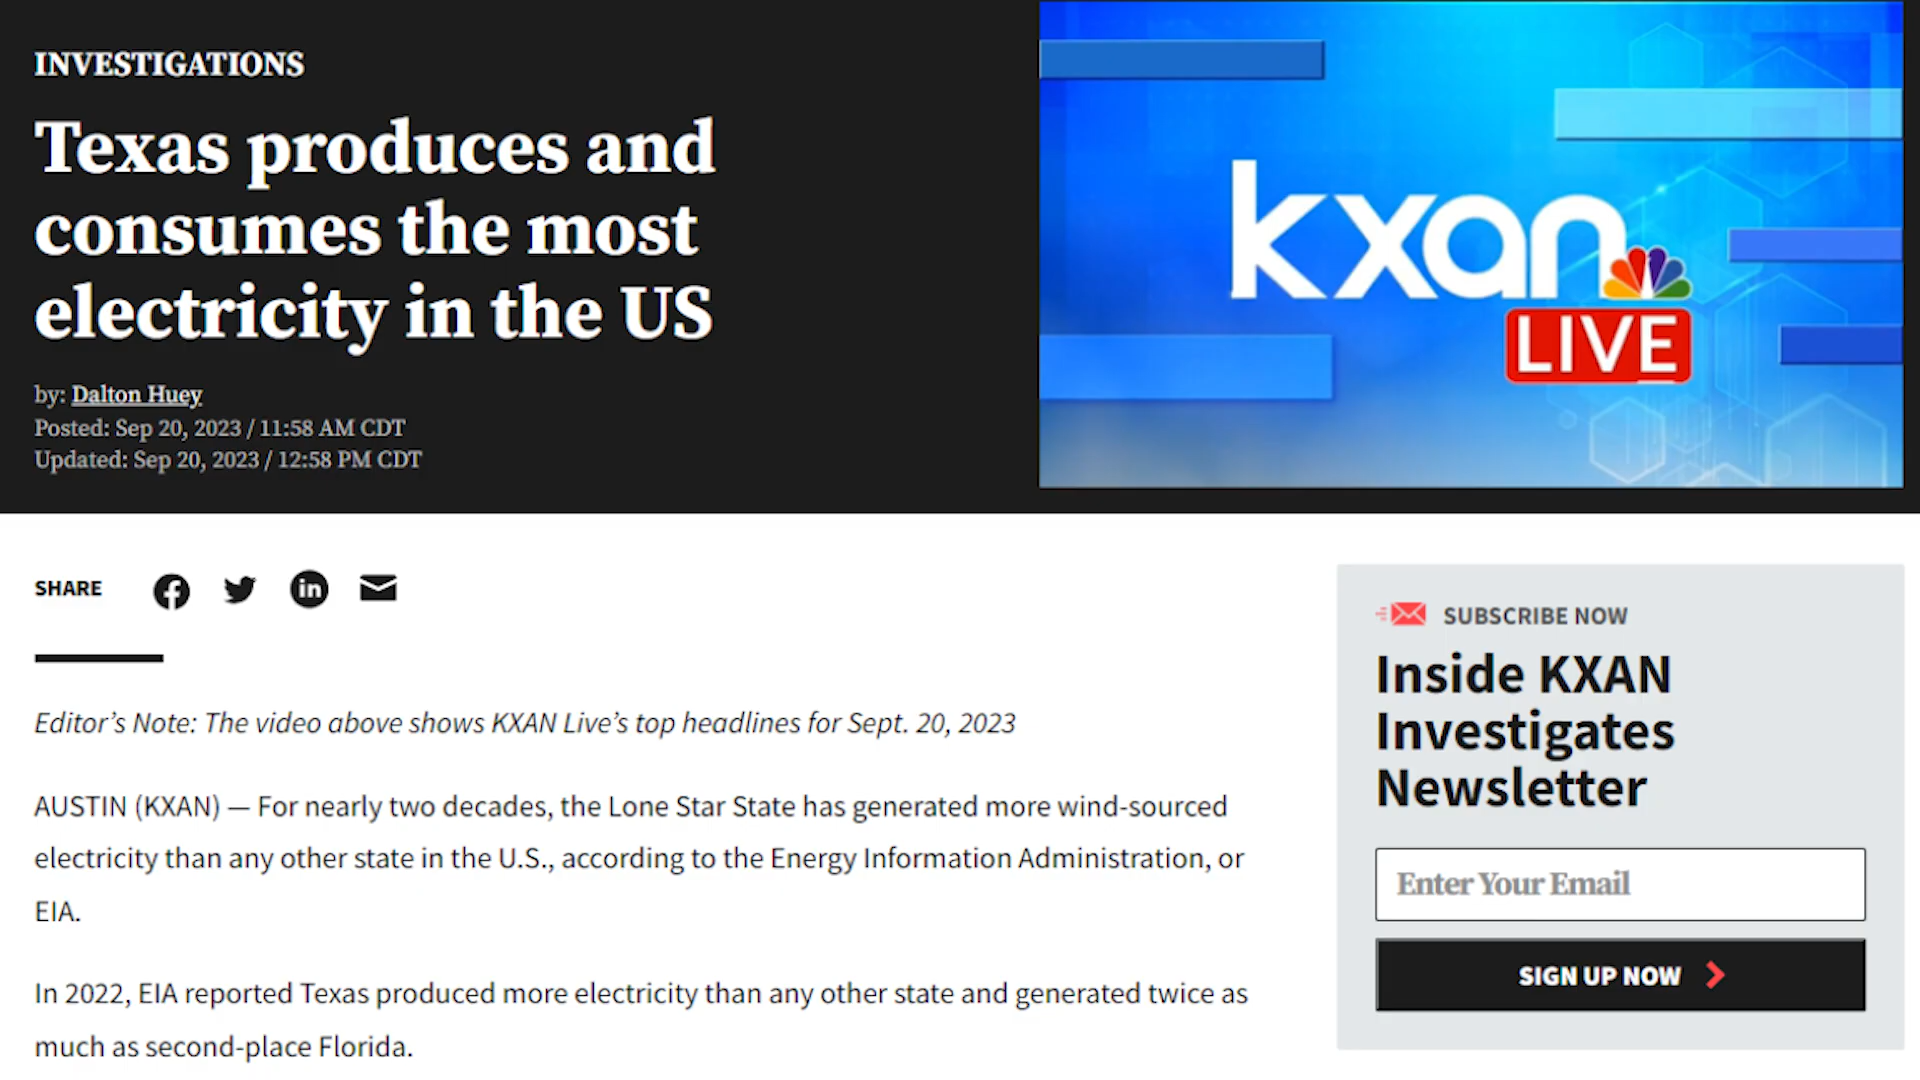 INVESTIGATIONS
Texas produces and
consumes the most
electricity in the US
by: Dalton Huey
Posted: Sep 20, 2023 / 11:58 AM CDT
Updated: Sep 20, 2023 / 12:58 PM CDT
kxan
LIVE
SHARE
in
Editor’s Note: The video above shows KXAN Live’s top headlines for Sept. 20, 2023
AUSTIN (KXAN) — For nearly two decades, the Lone Star State has generated more wind-sourced
electricity than any other state in the U.S., according to the Energy Information Administration, or
EIA.
In 2022, EIA reported Texas produced more electricity than any other state and generated twice as
much as second-place Florida.
SUBSCRIBE NOW
Inside KXAN
Investigates
Newsletter
Enter Your Email
SIGN UP NOW